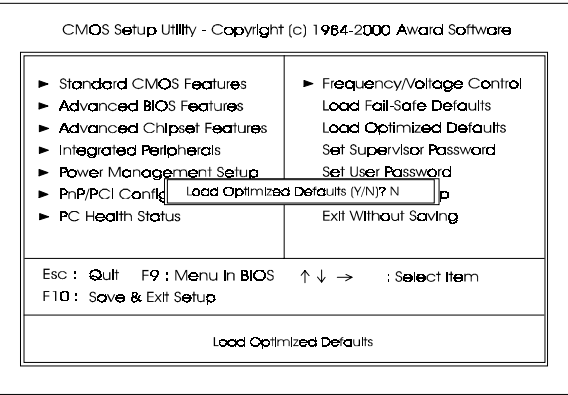 CMOS Setup Utility - Copyright (c) 1984-2000 Award Software
► Standard CMOS Features
► Advanced BIOS Features
► Advanced Chipset Features
► Integrated Peripherals
► Power Management Setup
► PnP/PCI Config
► PC Health Status
► Frequency/Voltage Control
Load Fail-Safe Defaults
Load Optimized Defaults
Set Supervisor Password
Set User Password
p
Exit Without Saving
Load Optimized Defaults (Y/N)? N
Esc : Quit F9 : Menu in BIOS ↑ ↓ → : Select Item
F10 : Save & Exit Setup
Load Optimized Defaults